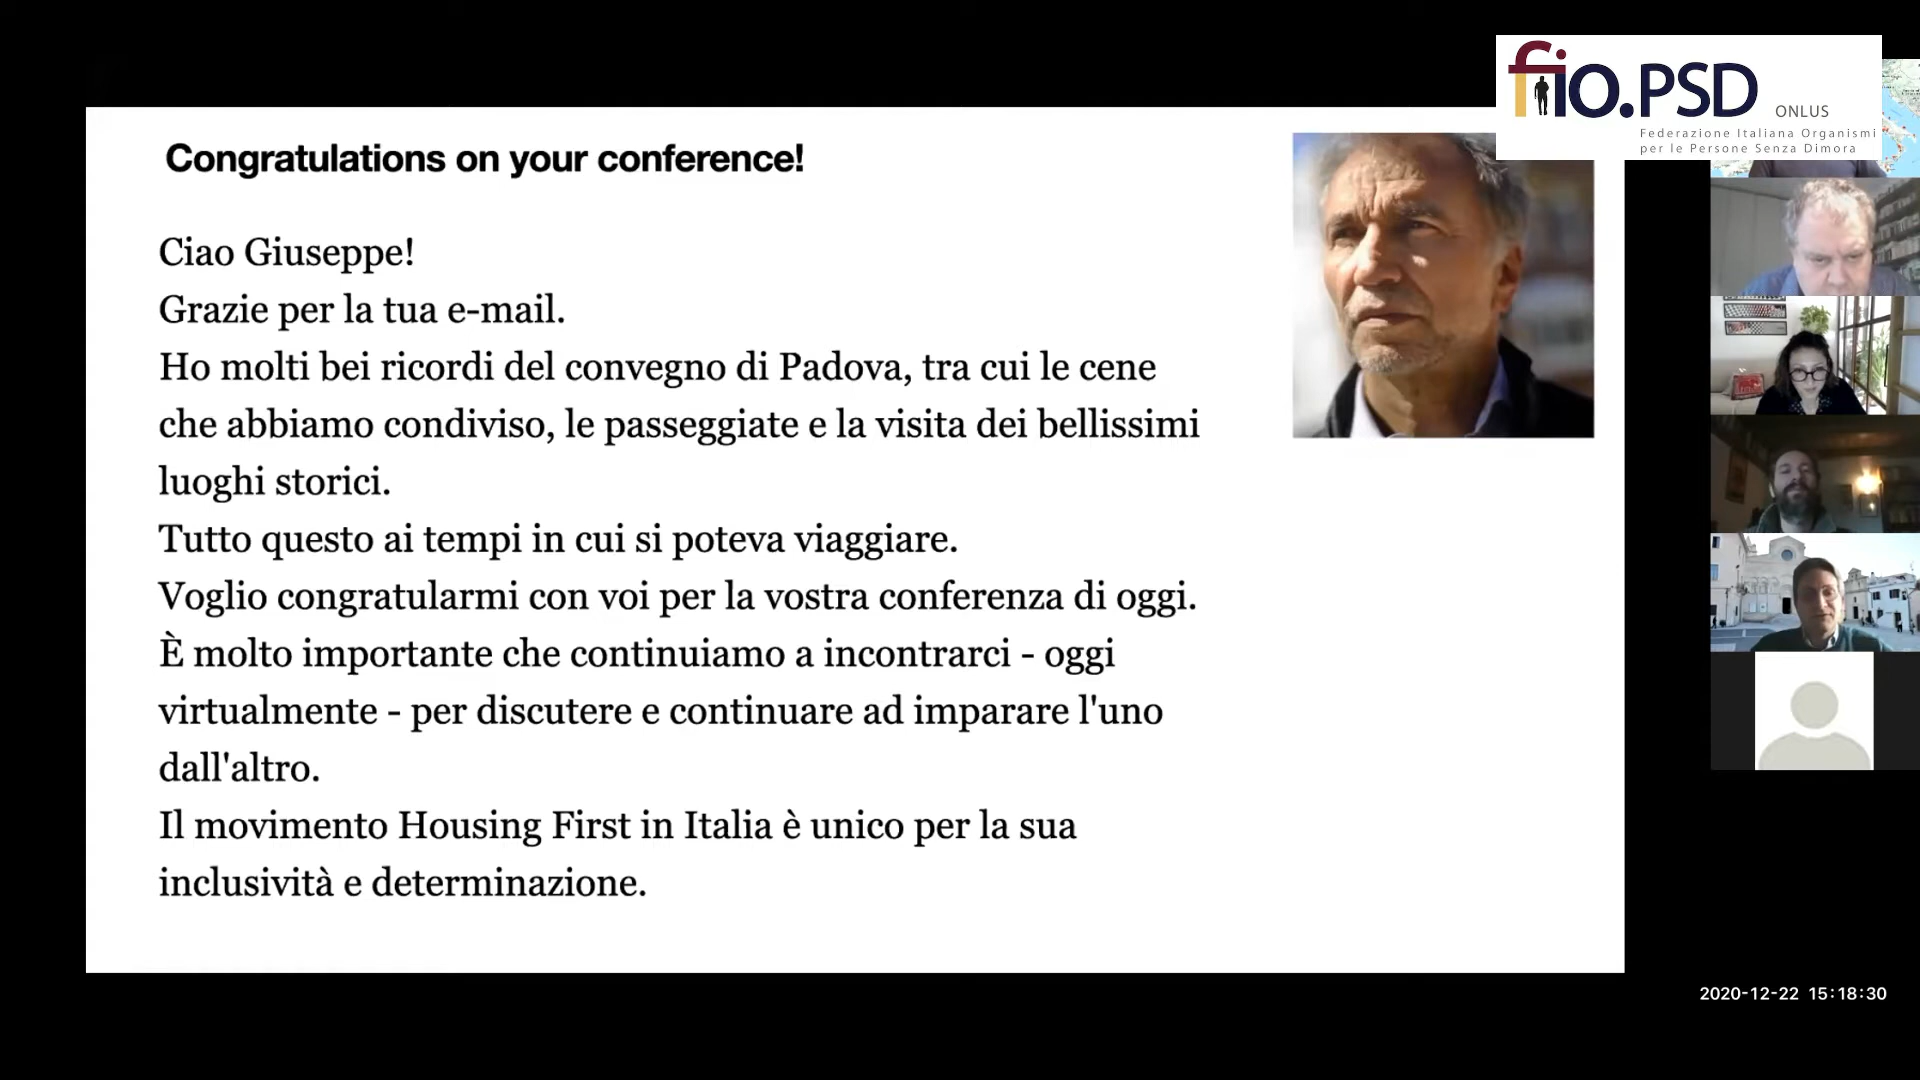 fio.PSD ONLUS
Federazione Italiana Organismi
per le Persone Senza Dimora
Congratulations on your conference!
Ciao Giuseppe!
Grazie per la tua e-mail.
Ho molti bei ricordi del convegno di Padova, tra cui le cene
che abbiamo condiviso, le passeggiate e la visita dei bellissimi
luoghi storici.
Tutto questo ai tempi in cui si poteva viaggiare.
Voglio congratularmi con voi per la vostra conferenza di oggi.
È molto importante che continuiamo a incontrarci - oggi
virtualmente - per discutere e continuare ad imparare l'uno
dall'altro.
Il movimento Housing First in Italia è unico per la sua
inclusività e determinazione.
2020-12-22 15:18:30